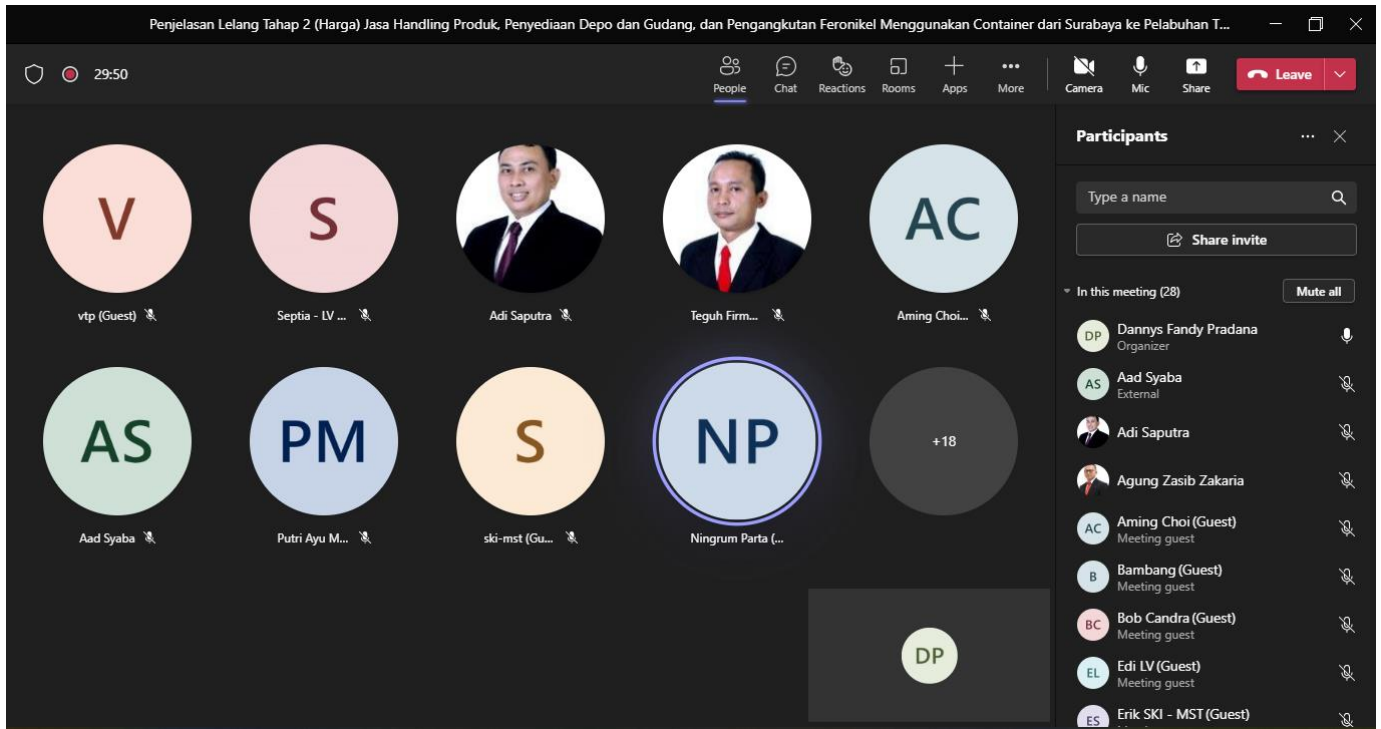 Penjelasan Lelang Tahap 2 (Harga) Jasa Handling Produk, Penyediaan Depo dan Gudang, dan Pengangkutan Feronikel Menggunakan Container dari Surabaya ke Pelabuhan T...
29:50
People Chat Reactions Rooms Apps More Camera Mic Share Leave
Participants
Type a name
Share invite
In this meeting (28) Mute all
V S AC
vtp (Guest) Septia - LV ... Adi Saputra Teguh Firm... Aming Choi...
AS PM S NP +18
Aad Syaba Putri Ayu M... ski-mst (Gu... Ningrum Parta (...
DP
DP Dannys Fandy Pradana
Organizer
AS Aad Syaba
External
Adi Saputra
Agung Zasib Zakaria
AC Aming Choi (Guest)
Meeting guest
B Bambang (Guest)
Meeting guest
BC Bob Candra (Guest)
Meeting guest
EL Edi LV (Guest)
Meeting guest
ES Erik SKI - MST (Guest)